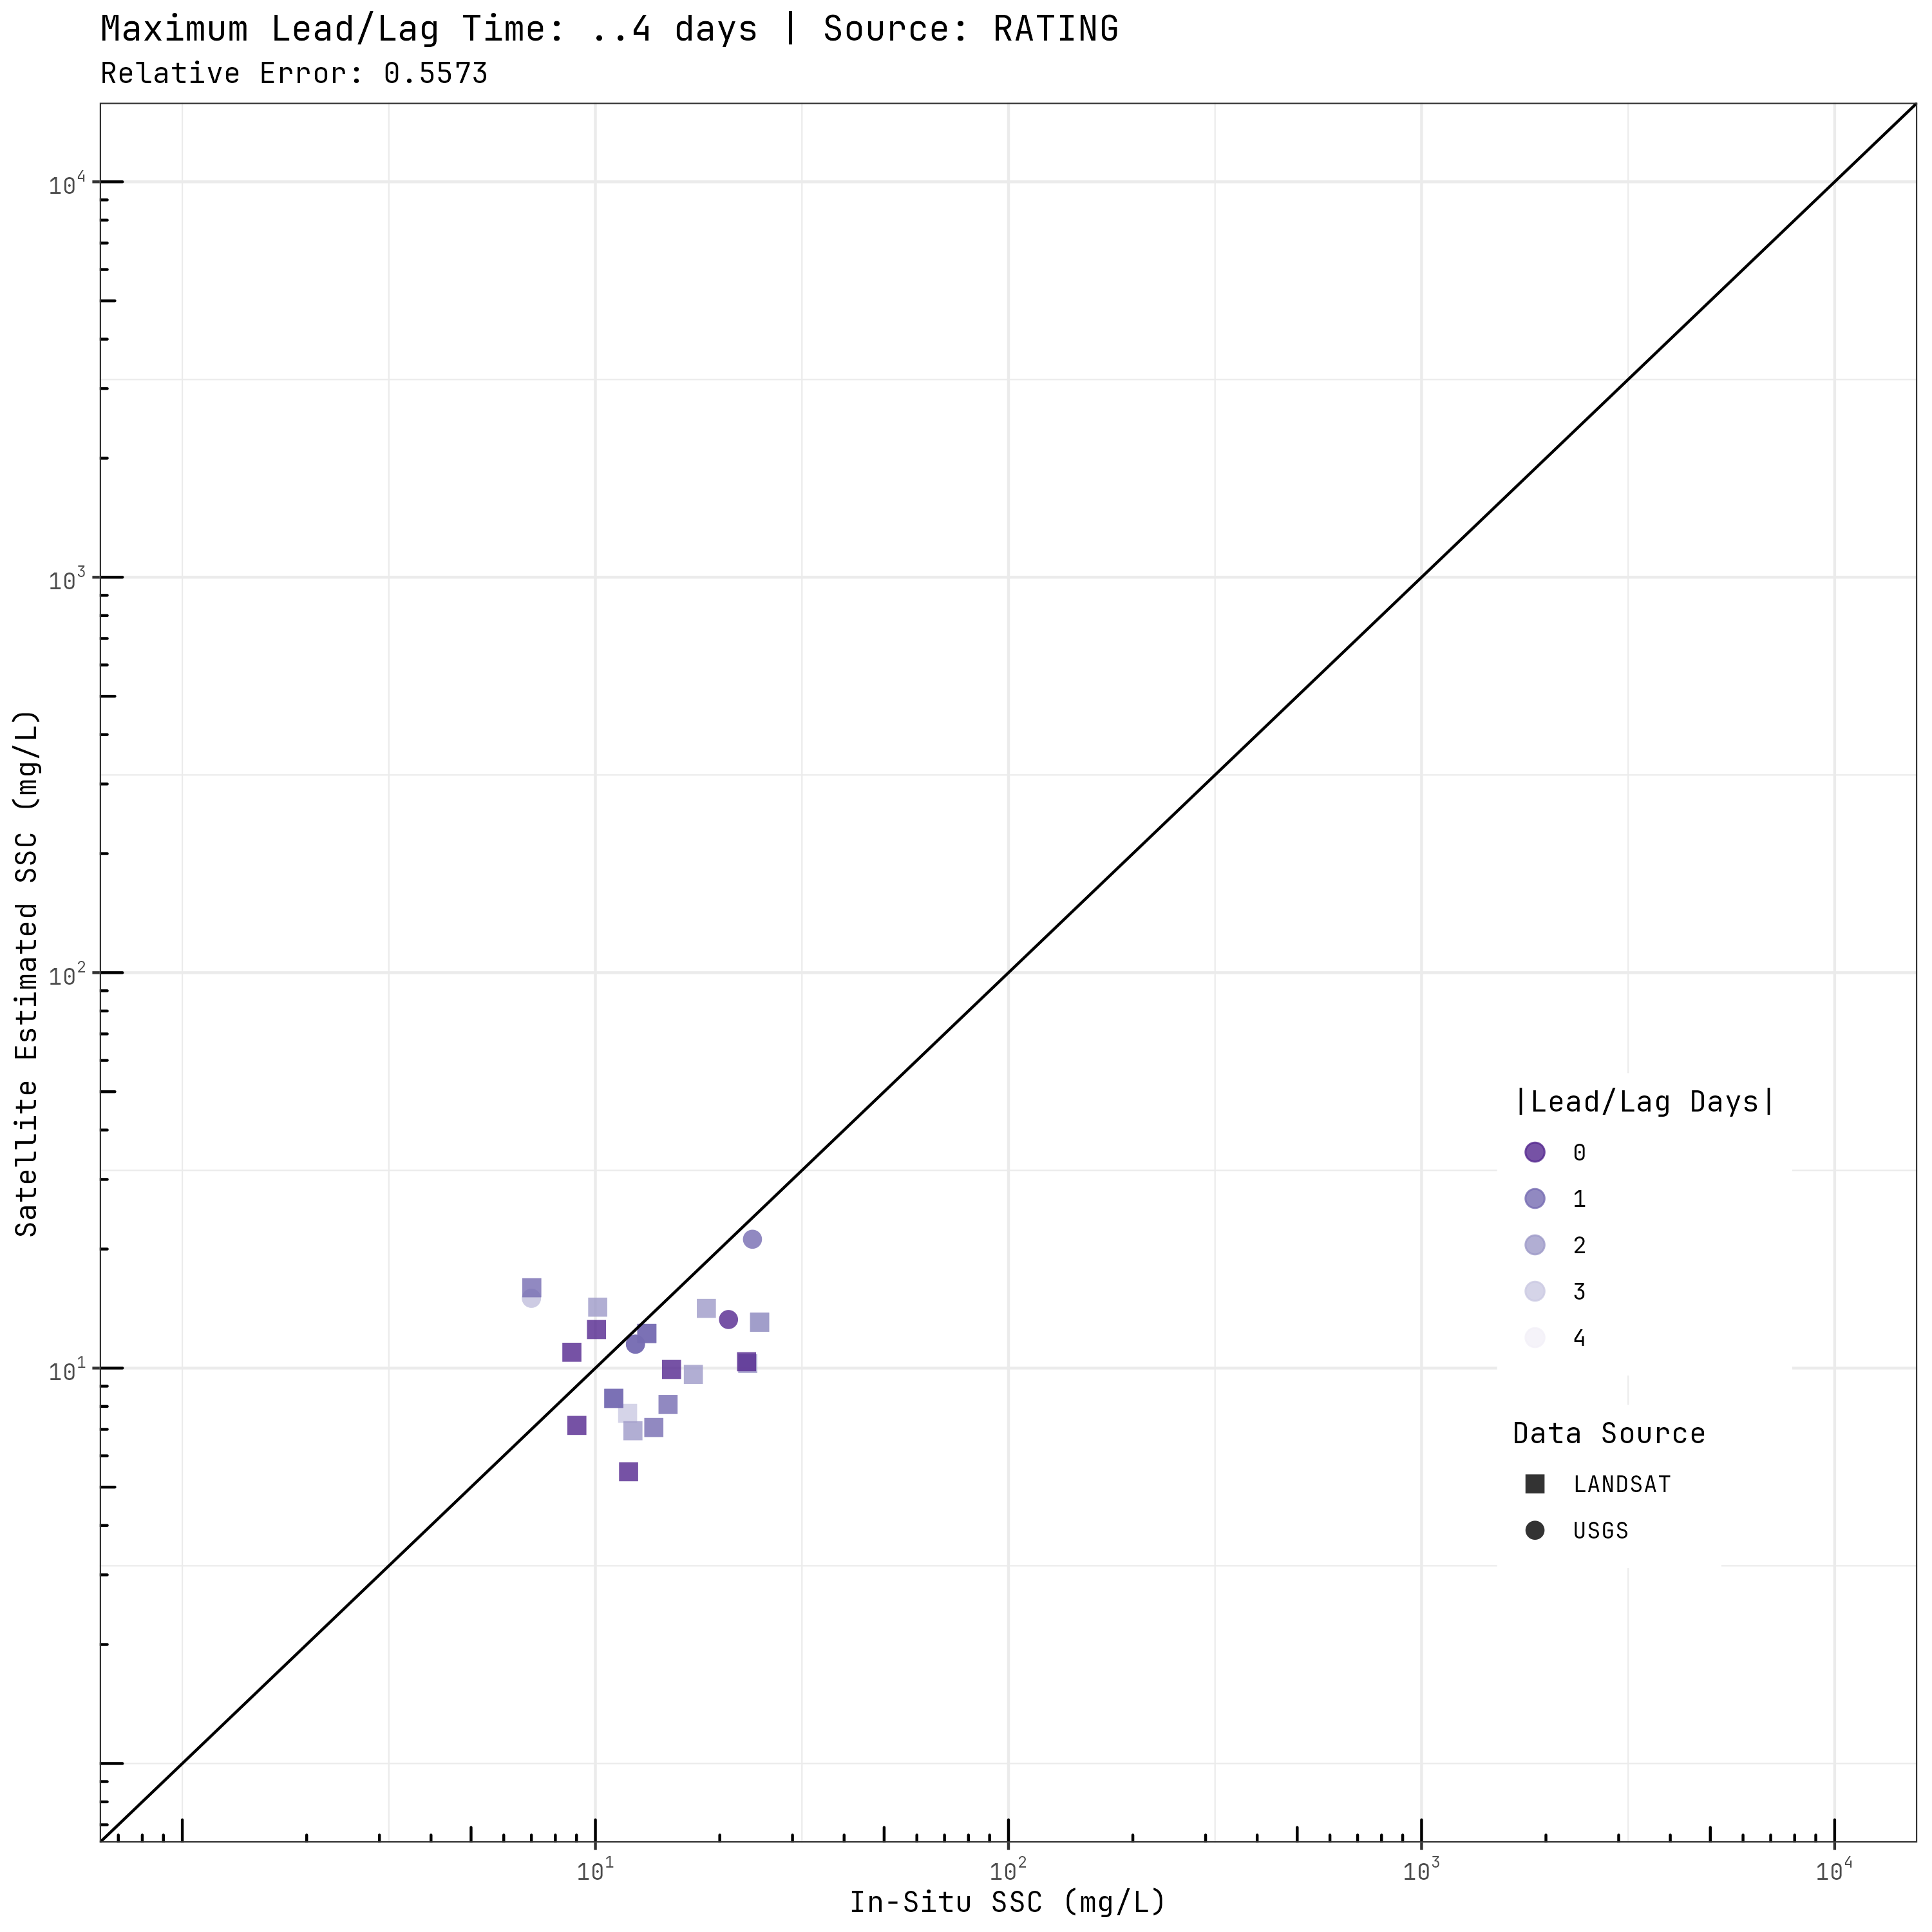 Maximum Lead/Lag Time: ..4 days | Source: RATING
Relative Error: 0.5573
10⁴
10³
10²
10¹
Satellite Estimated SSC (mg/L)
|Lead/Lag Days|
0
1
2
3
4
Data Source
LANDSAT
USGS
10¹ 10² 10³ 10⁴
In-Situ SSC (mg/L)